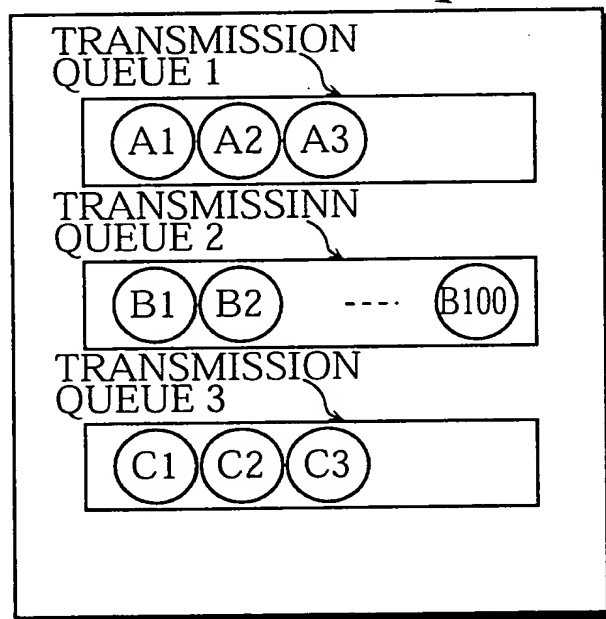 TRANSMISSION
QUEUE 1
A1 A2 A3
TRANSMISSINN
QUEUE 2
B1 B2 ---- B100
TRANSMISSION
QUEUE 3
C1 C2 C3